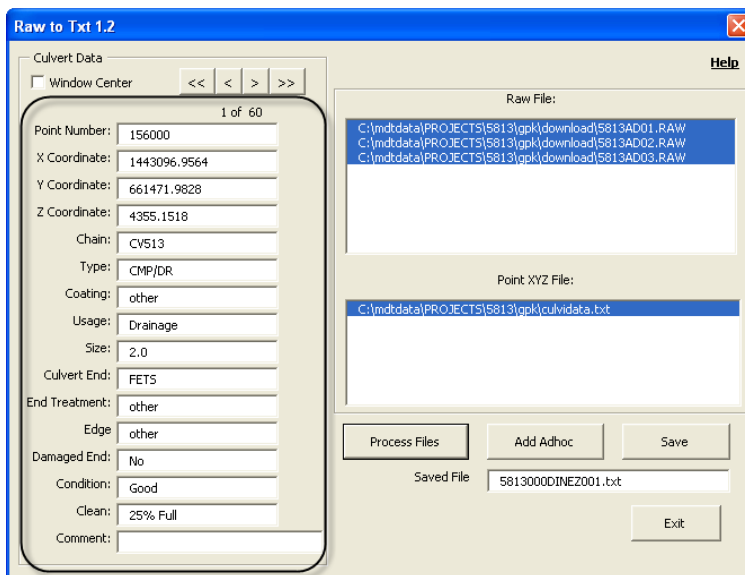 Raw to Txt 1.2
Culvert Data
Window Center
<< < > >>
1 of 60
Point Number: 156000
X Coordinate: 1443096.9564
Y Coordinate: 661471.9828
Z Coordinate: 4355.1518
Chain: CV513
Type: CMP/DR
Coating: other
Usage: Drainage
Size: 2.0
Culvert End: FETS
End Treatment: other
Edge other
Damaged End: No
Condition: Good
Clean: 25% Full
Comment:
Help
Raw File:
C:\mdtdata\PROJECTS\5813\gpk\download\5813AD01.RAW
C:\mdtdata\PROJECTS\5813\gpk\download\5813AD02.RAW
C:\mdtdata\PROJECTS\5813\gpk\download\5813AD03.RAW
Point XYZ File:
C:\mdtdata\PROJECTS\5813\gpk\culvidata.txt
Process Files Add Adhoc Save
Saved File 5813000DINEZ001.txt
Exit